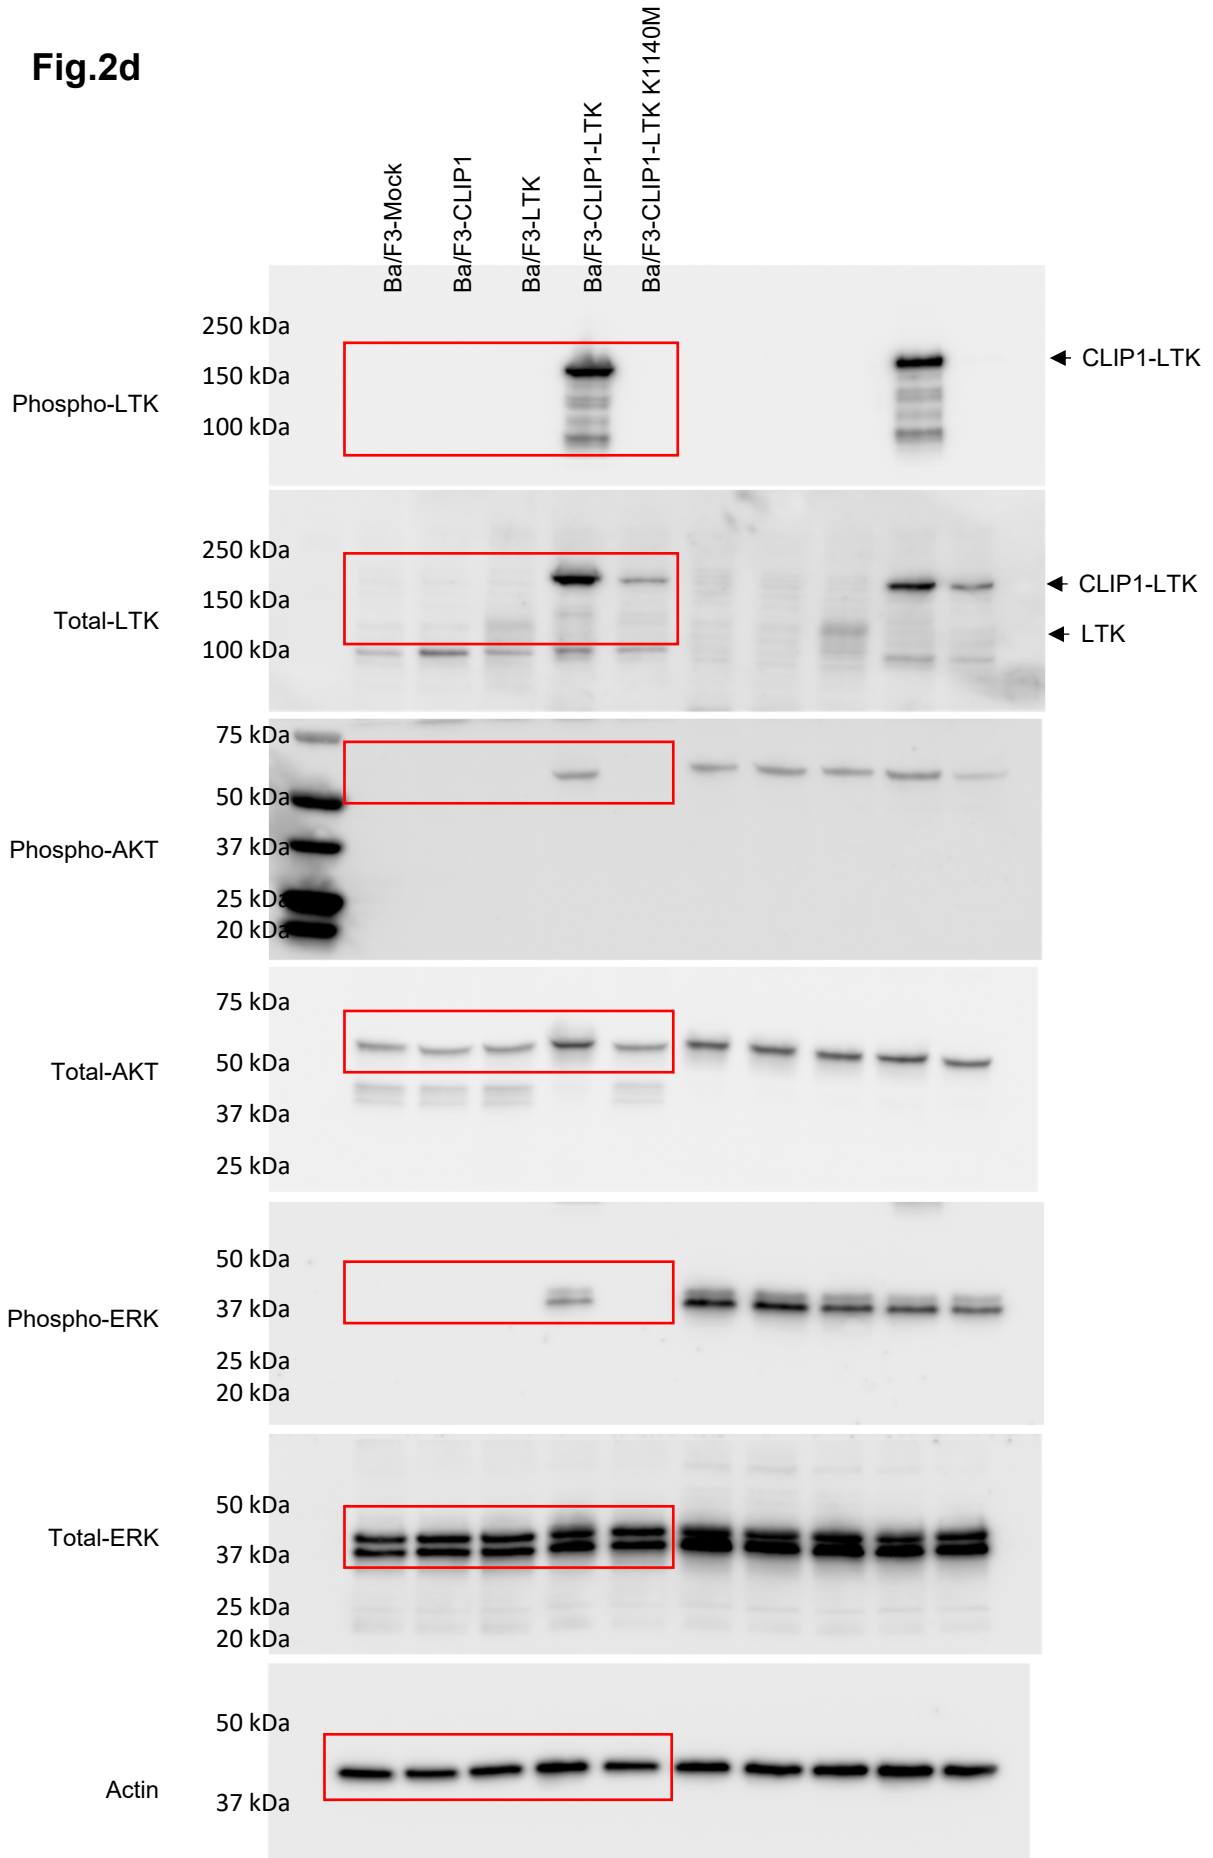 Fig.2d
Ba/F3-Mock
Ba/F3-CLIP1
Ba/F3-LTK
Ba/F3-CLIP1-LTK
Ba/F3-CLIP1-LTK K1140M
Phospho-LTK
250 kDa
150 kDa
100 kDa
CLIP1-LTK
Total-LTK
250 kDa
150 kDa
100 kDa
CLIP1-LTK
LTK
Phospho-AKT
75 kDa
50 kDa
37 kDa
25 kDa
20 kDa
Total-AKT
75 kDa
50 kDa
37 kDa
25 kDa
Phospho-ERK
50 kDa
37 kDa
25 kDa
20 kDa
Total-ERK
50 kDa
37 kDa
25 kDa
20 kDa
Actin
50 kDa
37 kDa